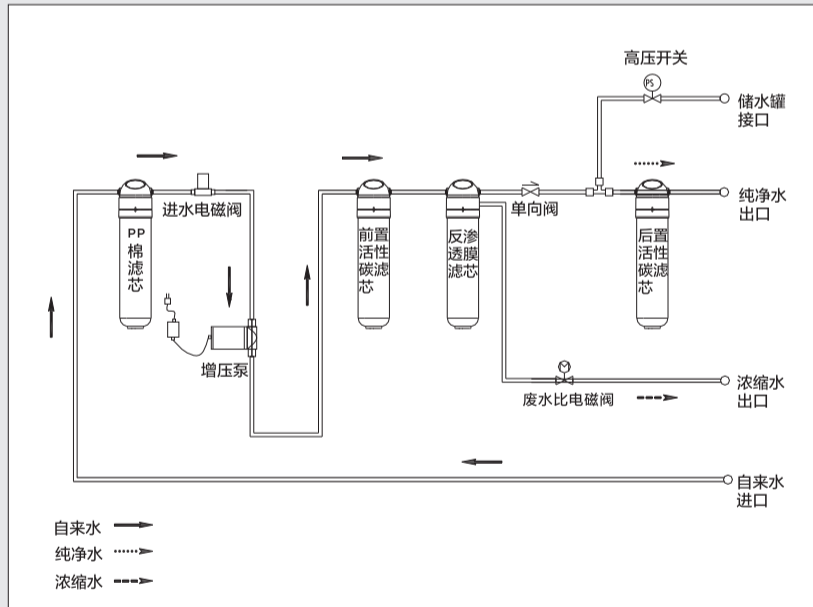 高压开关
PS
储水罐
接口
进水电磁阀
单向阀
纯净水
出口
PP
棉
滤
芯
前置
活性
碳滤
芯
反渗
透膜
滤芯
后置
活性
碳滤
芯
增压泵
M
废水比电磁阀
浓缩水
出口
自来水
进口
自来水
纯净水
浓缩水